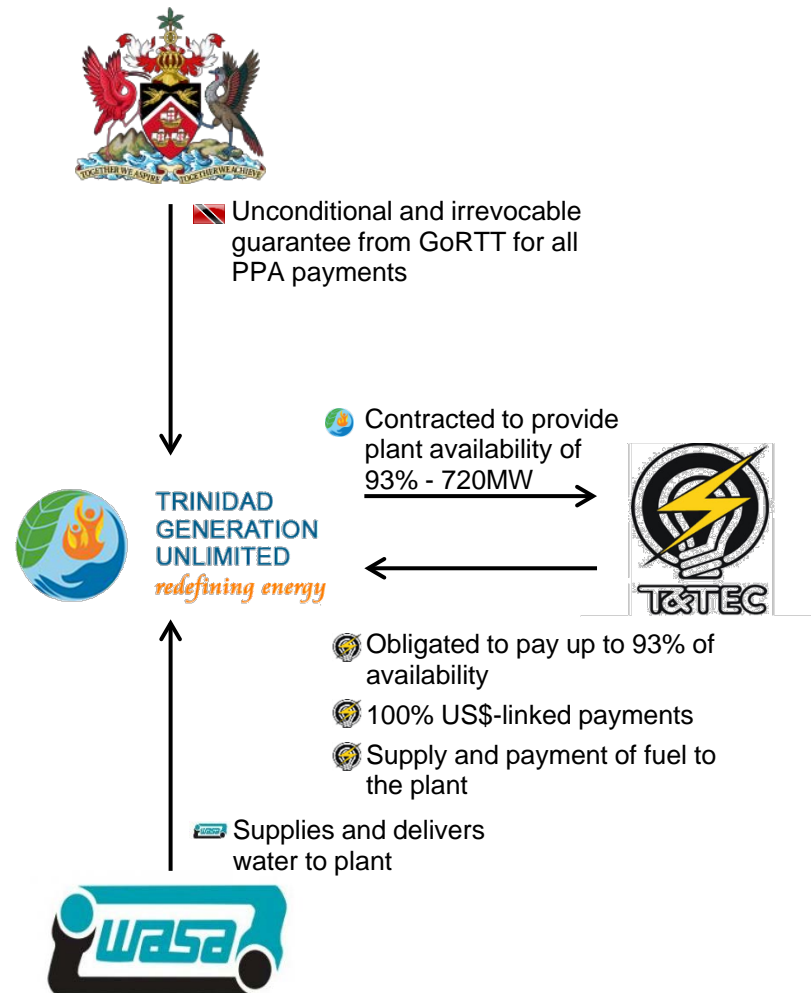 TOGETHER WE ASPIRE TOGETHER WE ACHIEVE
Unconditional and irrevocable
guarantee from GoRTT for all
PPA payments
Contracted to provide
plant availability of
93% - 720MW
TRINIDAD
GENERATION
UNLIMITED
redefining energy
T&TEC
Obligated to pay up to 93% of
availability
100% US$-linked payments
Supply and payment of fuel to
the plant
wasa
Supplies and delivers
water to plant
wasa